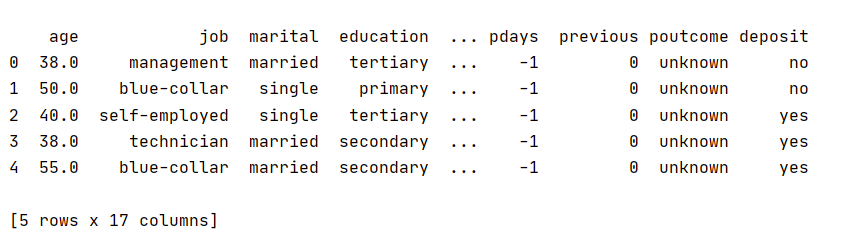 age job marital education ... pdays previous poutcome deposit
0 38.0 management married tertiary ... -1 0 unknown no
1 50.0 blue-collar single primary ... -1 0 unknown no
2 40.0 self-employed single tertiary ... -1 0 unknown yes
3 38.0 technician married secondary ... -1 0 unknown yes
4 55.0 blue-collar married secondary ... -1 0 unknown yes
[5 rows x 17 columns]